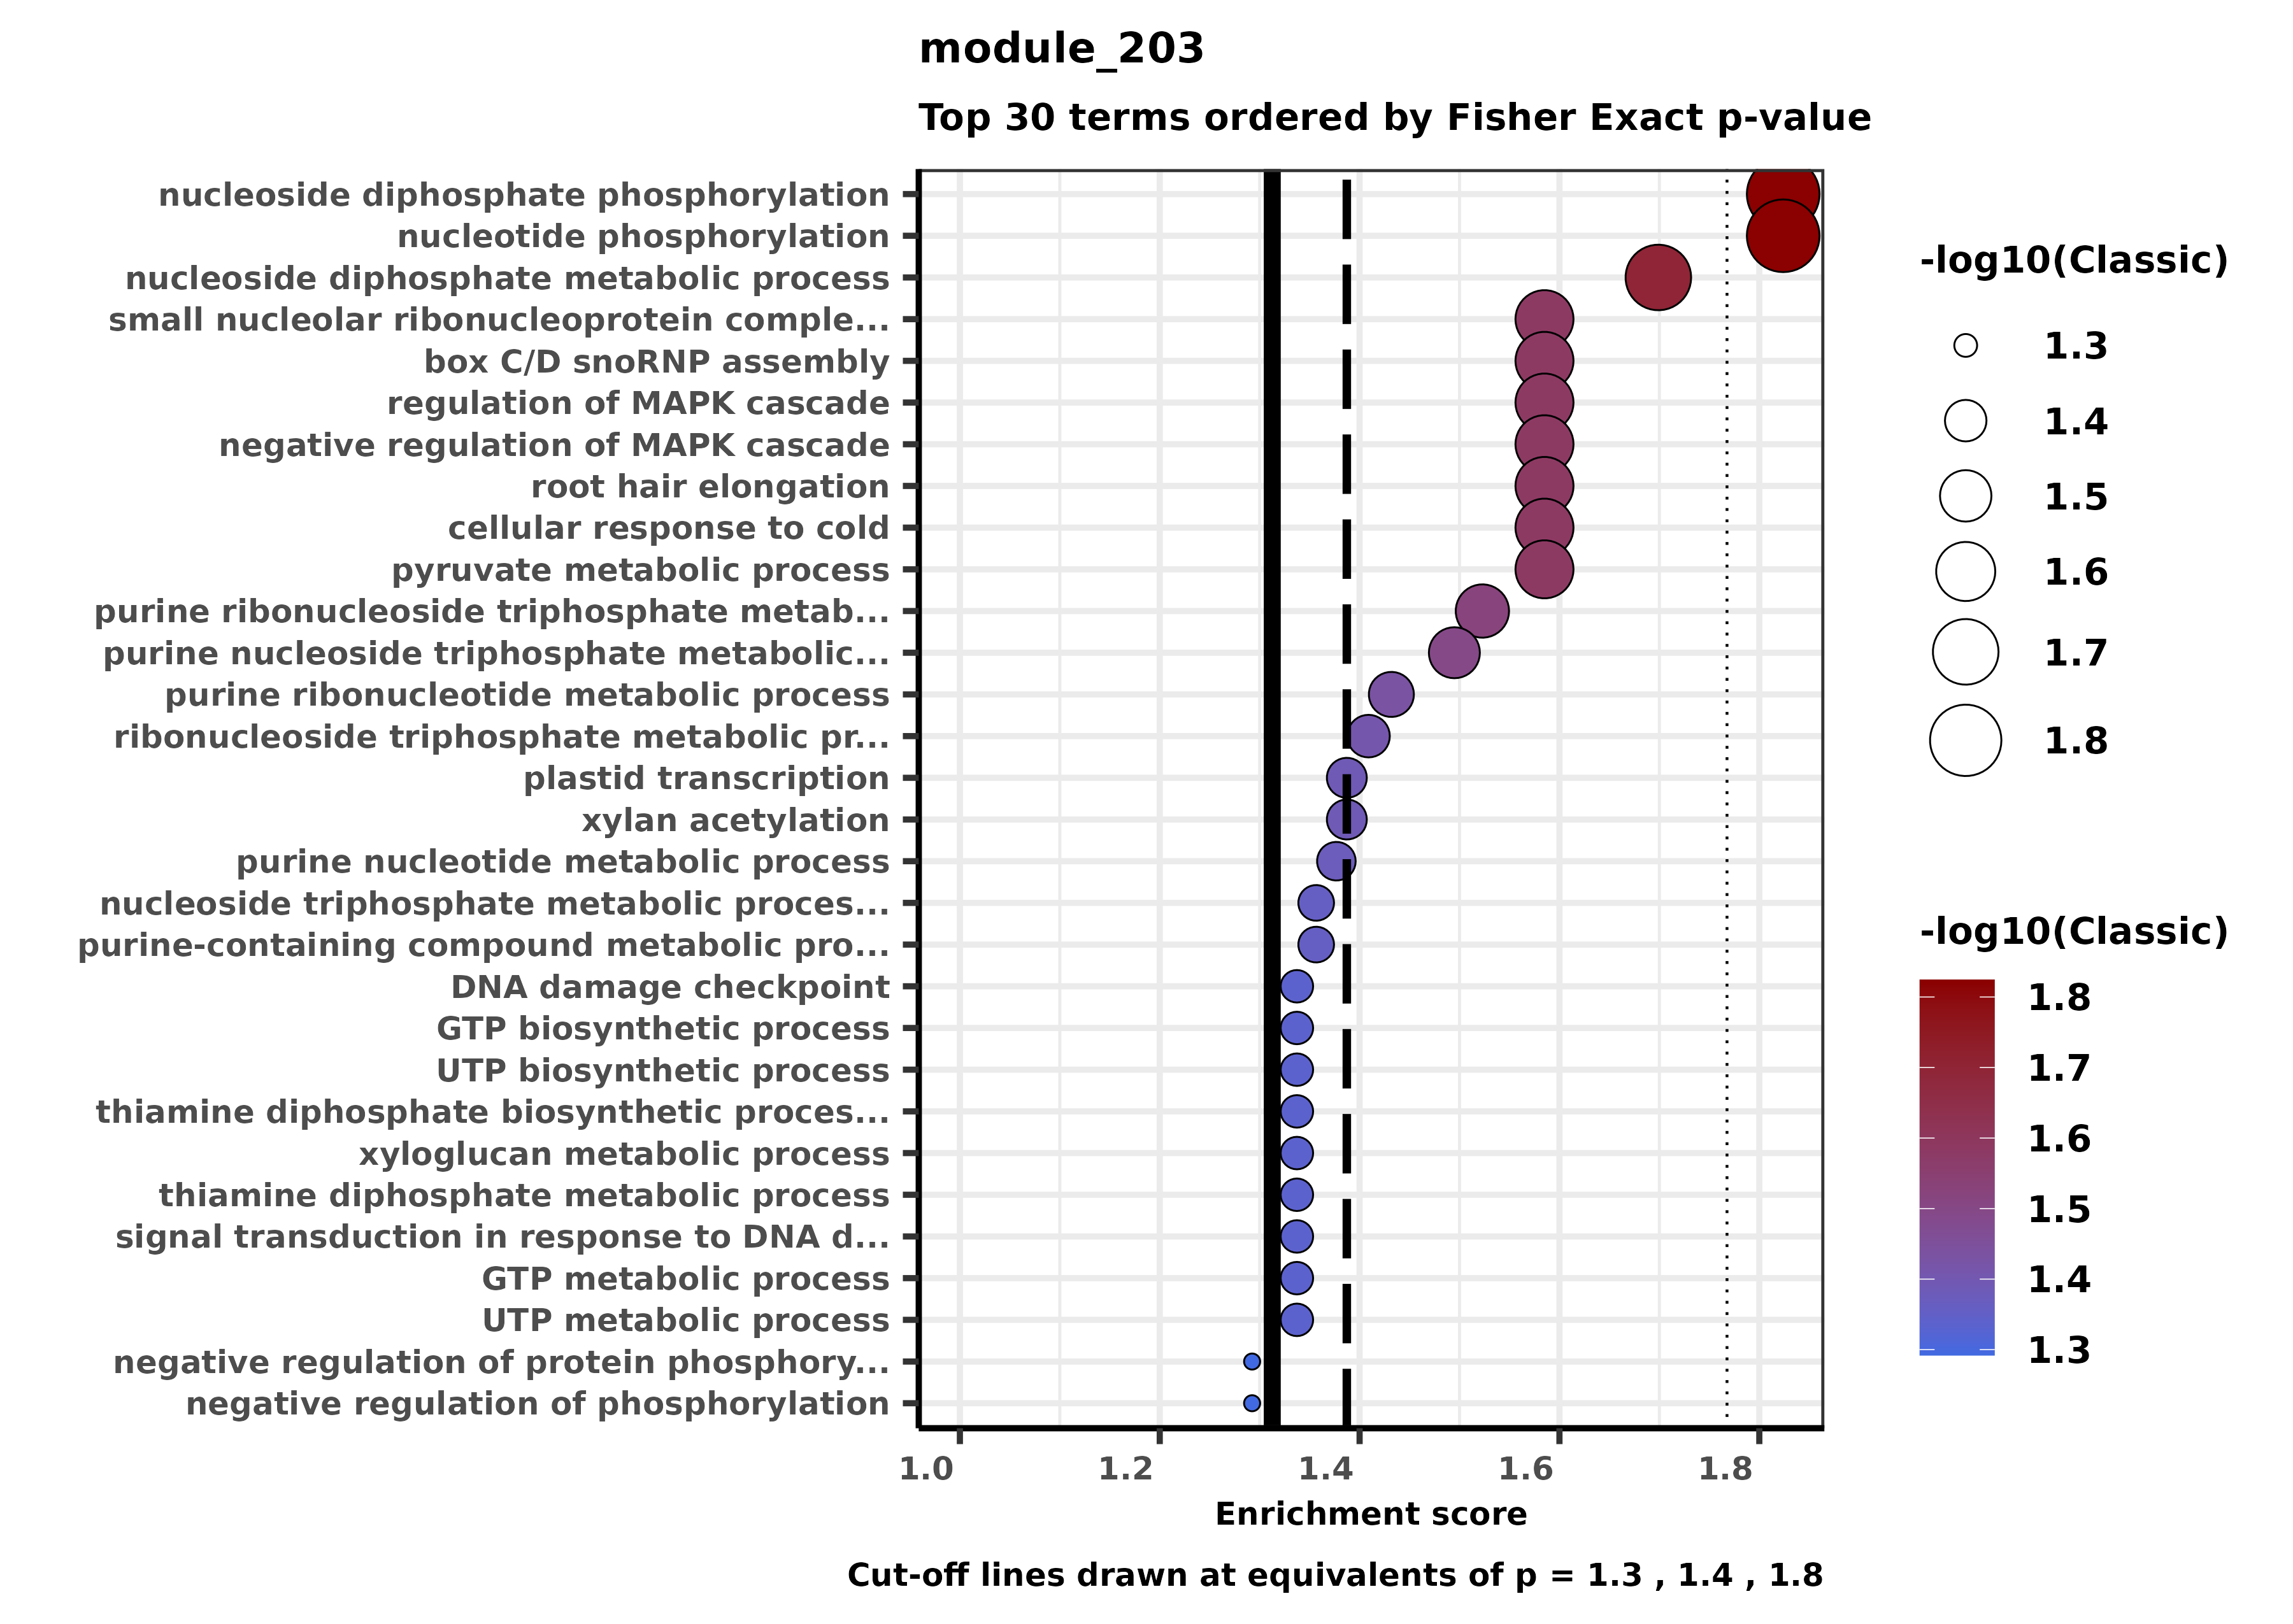 module_203
Top 30 terms ordered by Fisher Exact p-value
nucleoside diphosphate phosphorylation
nucleotide phosphorylation
nucleoside diphosphate metabolic process
small nucleolar ribonucleoprotein comple...
box C/D snoRNP assembly
regulation of MAPK cascade
negative regulation of MAPK cascade
root hair elongation
cellular response to cold
pyruvate metabolic process
purine ribonucleoside triphosphate metab...
purine nucleoside triphosphate metabolic...
purine ribonucleotide metabolic process
ribonucleoside triphosphate metabolic pr...
plastid transcription
xylan acetylation
purine nucleotide metabolic process
nucleoside triphosphate metabolic proces...
purine-containing compound metabolic pro...
DNA damage checkpoint
GTP biosynthetic process
UTP biosynthetic process
thiamine diphosphate biosynthetic proces...
xyloglucan metabolic process
thiamine diphosphate metabolic process
signal transduction in response to DNA d...
GTP metabolic process
UTP metabolic process
negative regulation of protein phosphory...
negative regulation of phosphorylation
1.0 1.2 1.4 1.6 1.8
Enrichment score
Cut-off lines drawn at equivalents of p = 1.3 , 1.4 , 1.8
-log10(Classic)
1.3
1.4
1.5
1.6
1.7
1.8
-log10(Classic)
1.8
1.7
1.6
1.5
1.4
1.3